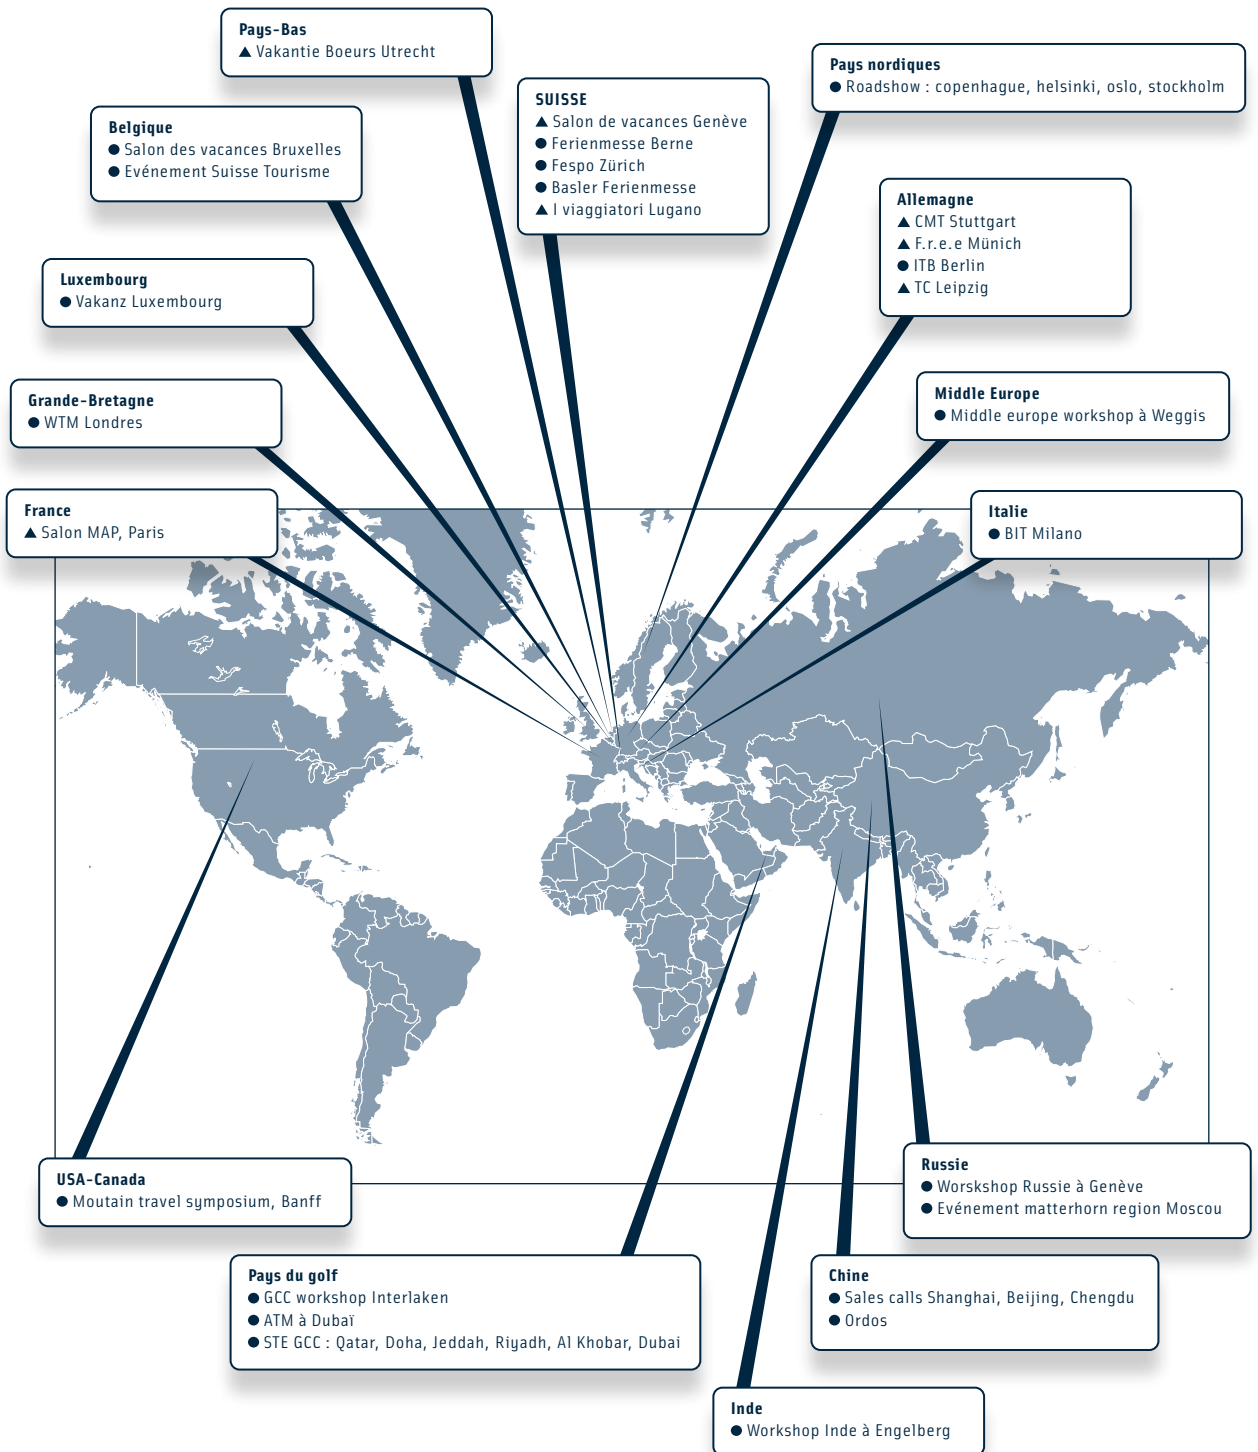 Pays-Bas
▲ Vakantie Boeurs Utrecht
Pays nordiques
● Roadshow : copenhague, helsinki, oslo, stockholm
SUISSE
▲ Salon de vacances Genève
● Ferienmesse Berne
● Fespo Zürich
● Basler Ferienmesse
▲ I viaggiatori Lugano
Belgique
● Salon des vacances Bruxelles
● Evénement Suisse Tourisme
Allemagne
▲ CMT Stuttgart
▲ F.r.e.e Münich
● ITB Berlin
▲ TC Leipzig
Luxembourg
● Vakanz Luxembourg
Grande-Bretagne
● WTM Londres
Middle Europe
● Middle europe workshop à Weggis
France
▲ Salon MAP, Paris
Italie
● BIT Milano
USA-Canada
● Moutain travel symposium, Banff
Russie
● Worskshop Russie à Genève
● Evénement matterhorn region Moscou
Pays du golf
● GCC workshop Interlaken
● ATM à Dubaï
● STE GCC : Qatar, Doha, Jeddah, Riyadh, Al Khobar, Dubai
Chine
● Sales calls Shanghai, Beijing, Chengdu
● Ordos
Inde
● Workshop Inde à Engelberg